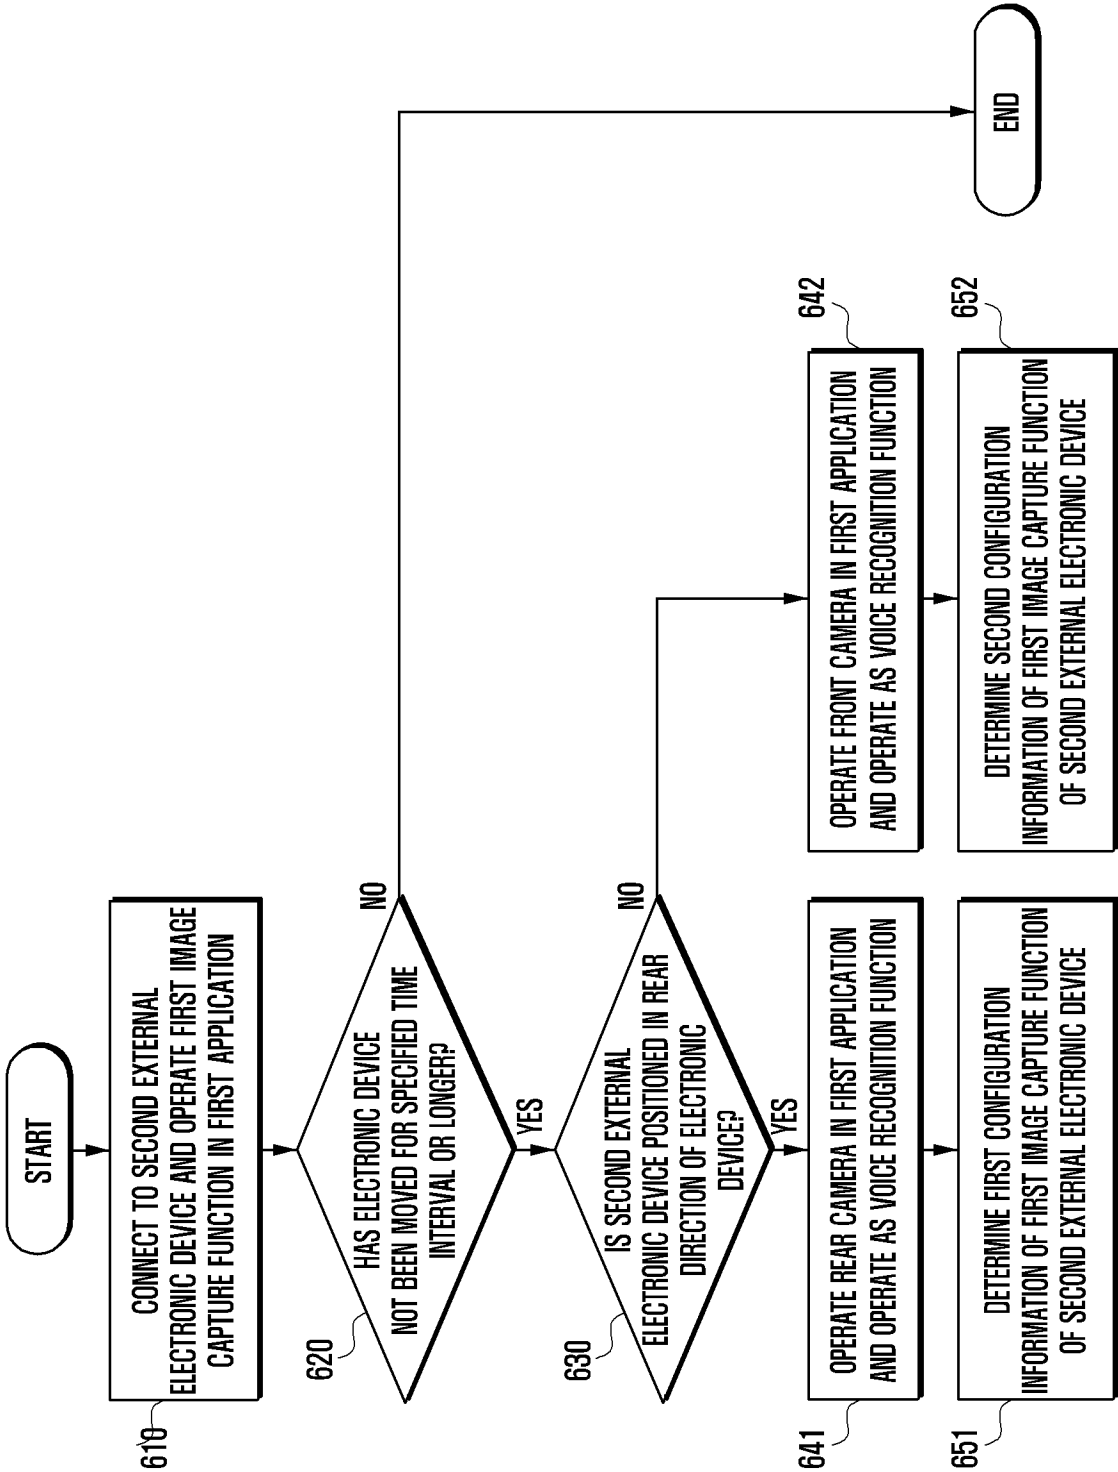 START
610
CONNECT TO SECOND EXTERNAL
ELECTRONIC DEVICE AND OPERATE FIRST IMAGE
CAPTURE FUNCTION IN FIRST APPLICATION
620
HAS ELECTRONIC DEVICE
NOT BEEN MOVED FOR SPECIFIED TIME
INTERVAL OR LONGER?
NO
YES
630
IS SECOND EXTERNAL
ELECTRONIC DEVICE POSITIONED IN REAR
DIRECTION OF ELECTRONIC
DEVICE?
NO
YES
641
OPERATE REAR CAMERA IN FIRST APPLICATION
AND OPERATE AS VOICE RECOGNITION FUNCTION
642
OPERATE FRONT CAMERA IN FIRST APPLICATION
AND OPERATE AS VOICE RECOGNITION FUNCTION
651
DETERMINE FIRST CONFIGURATION
INFORMATION OF FIRST IMAGE CAPTURE FUNCTION
OF SECOND EXTERNAL ELECTRONIC DEVICE
652
DETERMINE SECOND CONFIGURATION
INFORMATION OF FIRST IMAGE CAPTURE FUNCTION
OF SECOND EXTERNAL ELECTRONIC DEVICE
END